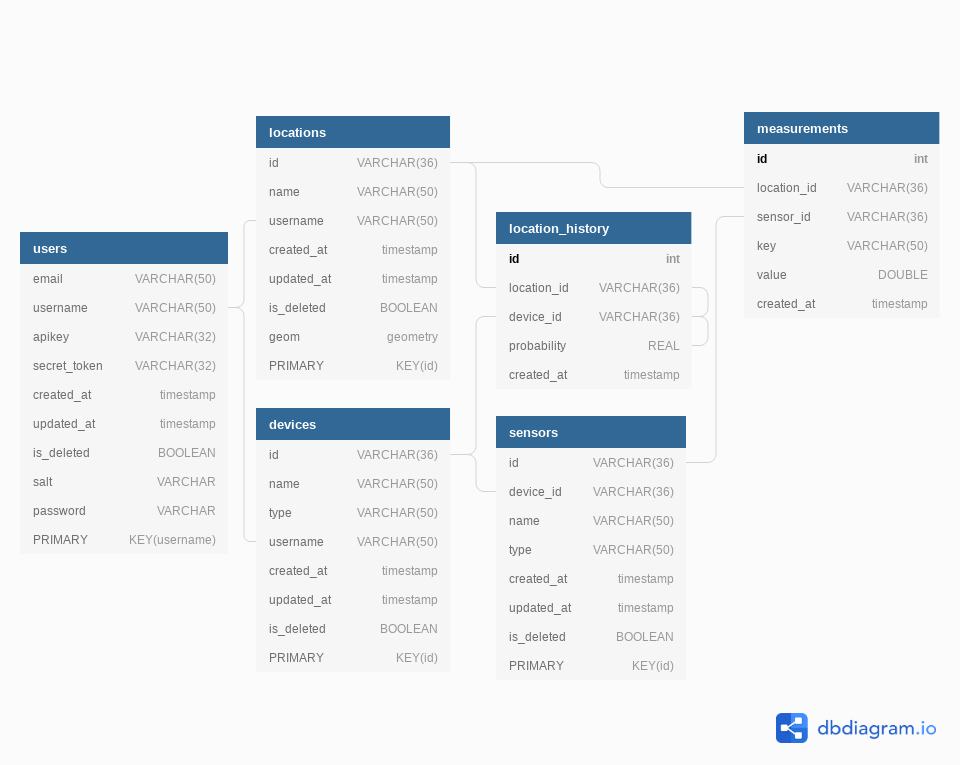 users
email VARCHAR(50)
username VARCHAR(50)
apikey VARCHAR(32)
secret_token VARCHAR(32)
created_at timestamp
updated_at timestamp
is_deleted BOOLEAN
salt VARCHAR
password VARCHAR
PRIMARY KEY(username)
locations
id VARCHAR(36)
name VARCHAR(50)
username VARCHAR(50)
created_at timestamp
updated_at timestamp
is_deleted BOOLEAN
geom geometry
PRIMARY KEY(id)
devices
id VARCHAR(36)
name VARCHAR(50)
type VARCHAR(50)
username VARCHAR(50)
created_at timestamp
updated_at timestamp
is_deleted BOOLEAN
PRIMARY KEY(id)
location_history
id int
location_id VARCHAR(36)
device_id VARCHAR(36)
probability REAL
created_at timestamp
sensors
id VARCHAR(36)
device_id VARCHAR(36)
name VARCHAR(50)
type VARCHAR(50)
created_at timestamp
updated_at timestamp
is_deleted BOOLEAN
PRIMARY KEY(id)
measurements
id int
location_id VARCHAR(36)
sensor_id VARCHAR(36)
key VARCHAR(50)
value DOUBLE
created_at timestamp
dbdiagram.io